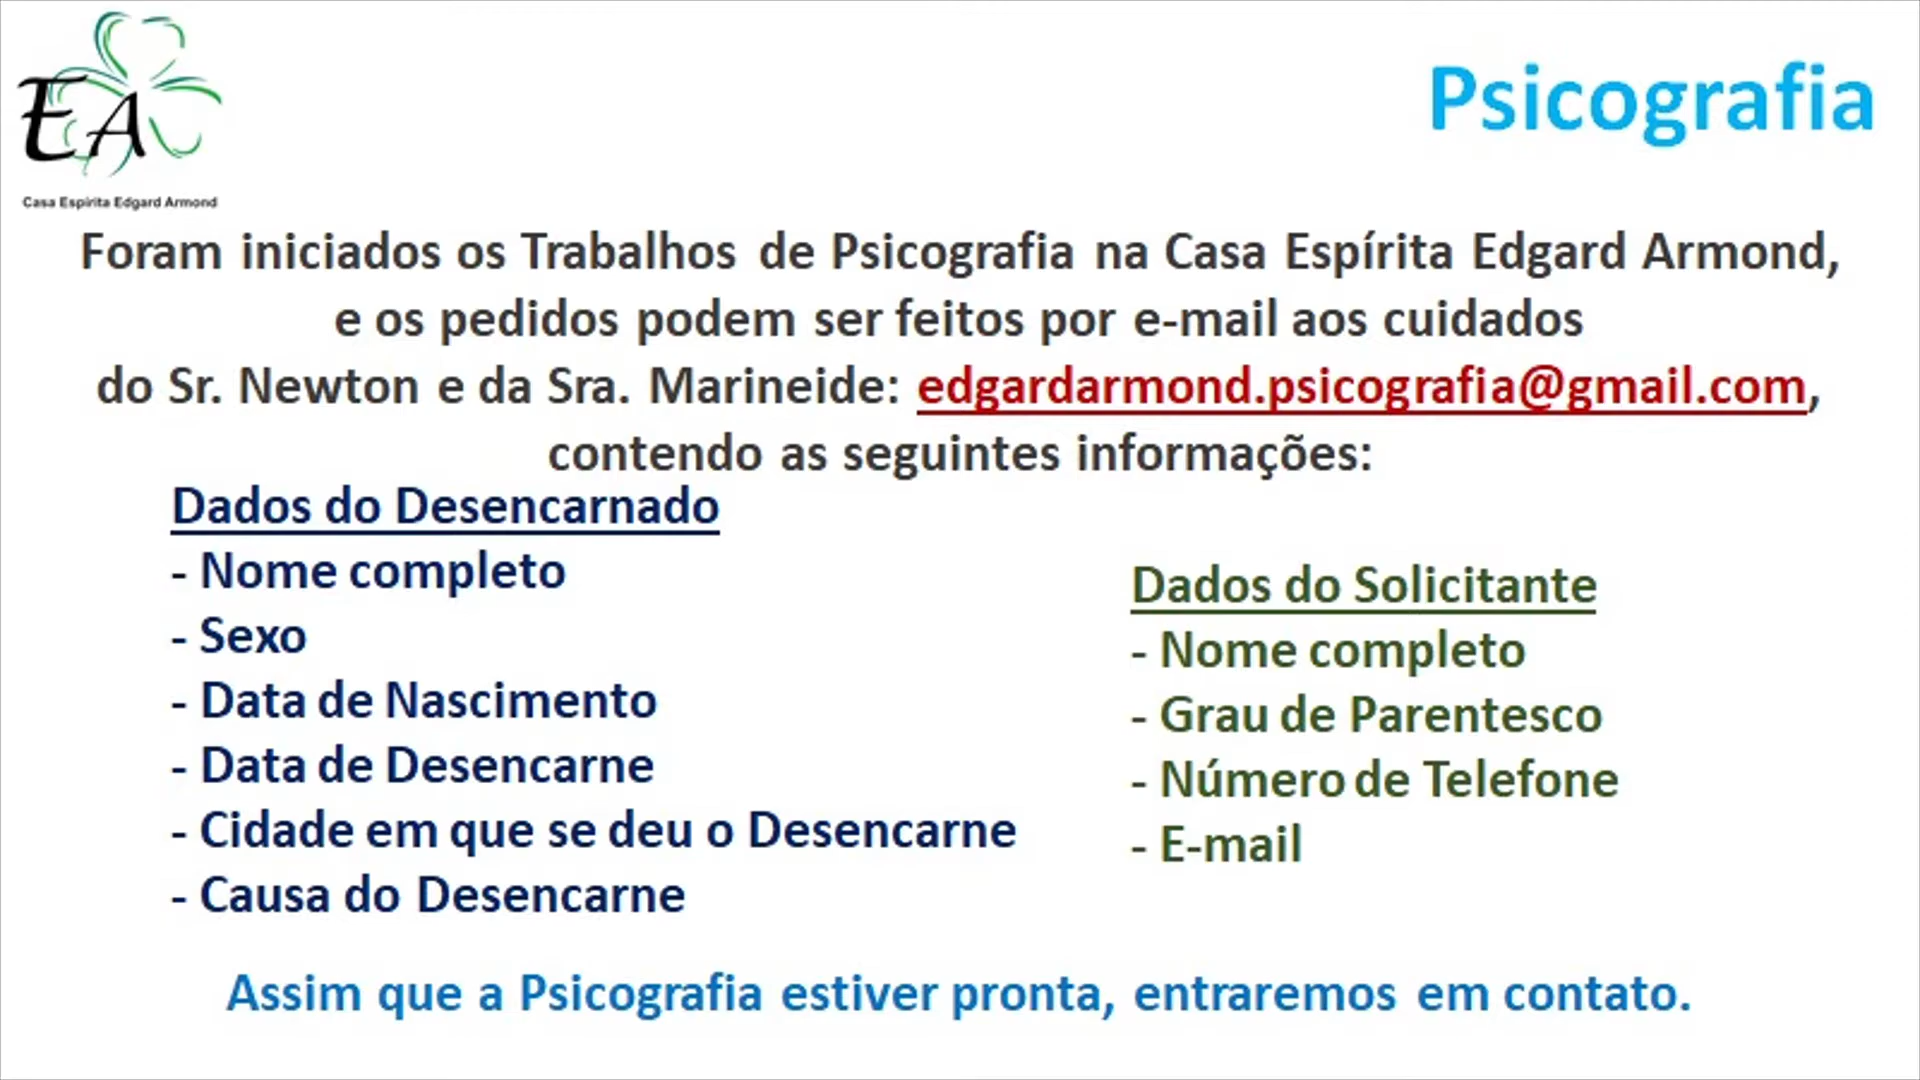 EA
Casa Espírita Edgard Armond
Psicografia
Foram iniciados os Trabalhos de Psicografia na Casa Espírita Edgard Armond,
e os pedidos podem ser feitos por e-mail aos cuidados
do Sr. Newton e da Sra. Marineide: edgardarmond.psicografia@gmail.com,
contendo as seguintes informações:
Dados do Desencarnado
- Nome completo
- Sexo
- Data de Nascimento
- Data de Desencarne
- Cidade em que se deu o Desencarne
- Causa do Desencarne
Dados do Solicitante
- Nome completo
- Grau de Parentesco
- Número de Telefone
- E-mail
Assim que a Psicografia estiver pronta, entraremos em contato.